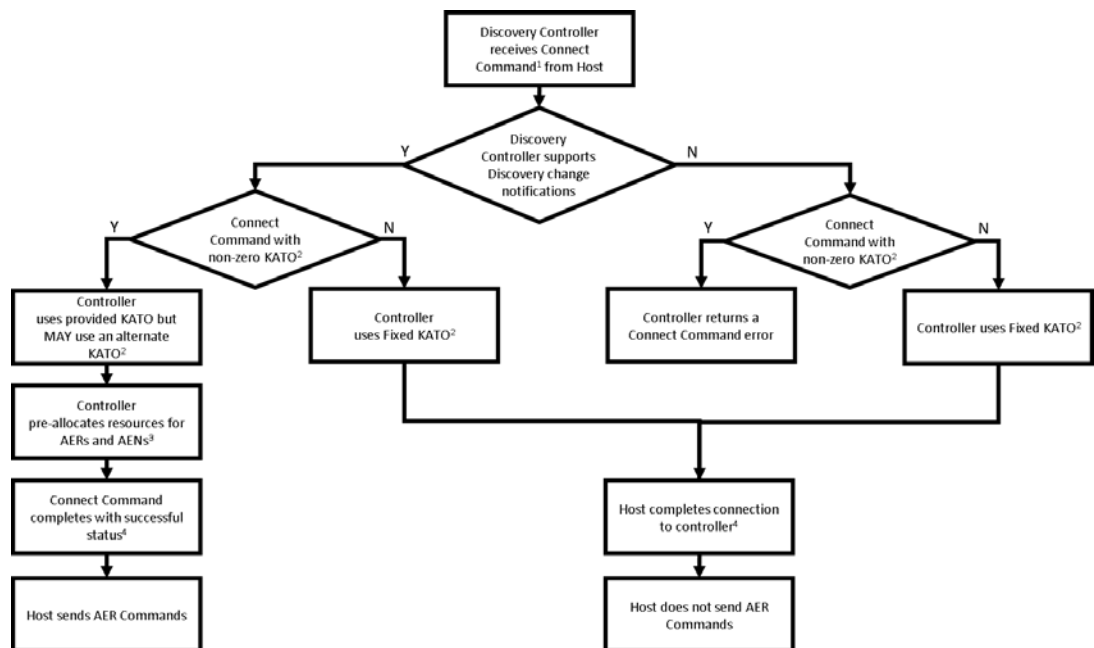 Discovery Controller
receives Connect
Command¹ from Host
Discovery
Controller supports
Discovery change
notifications
Y
N
Connect
Command with
non-zero KATO²
Y
N
Connect
Command with
non-zero KATO²
Y
N
Controller
uses provided KATO but
MAY use an alternate
KATO²
Controller
uses Fixed KATO²
Controller returns a
Connect Command error
Controller uses Fixed KATO²
Controller
pre-allocates resources for
AERs and AENs³
Connect Command
completes with successful
status⁴
Host completes connection
to controller⁴
Host sends AER Commands
Host does not send AER
Commands